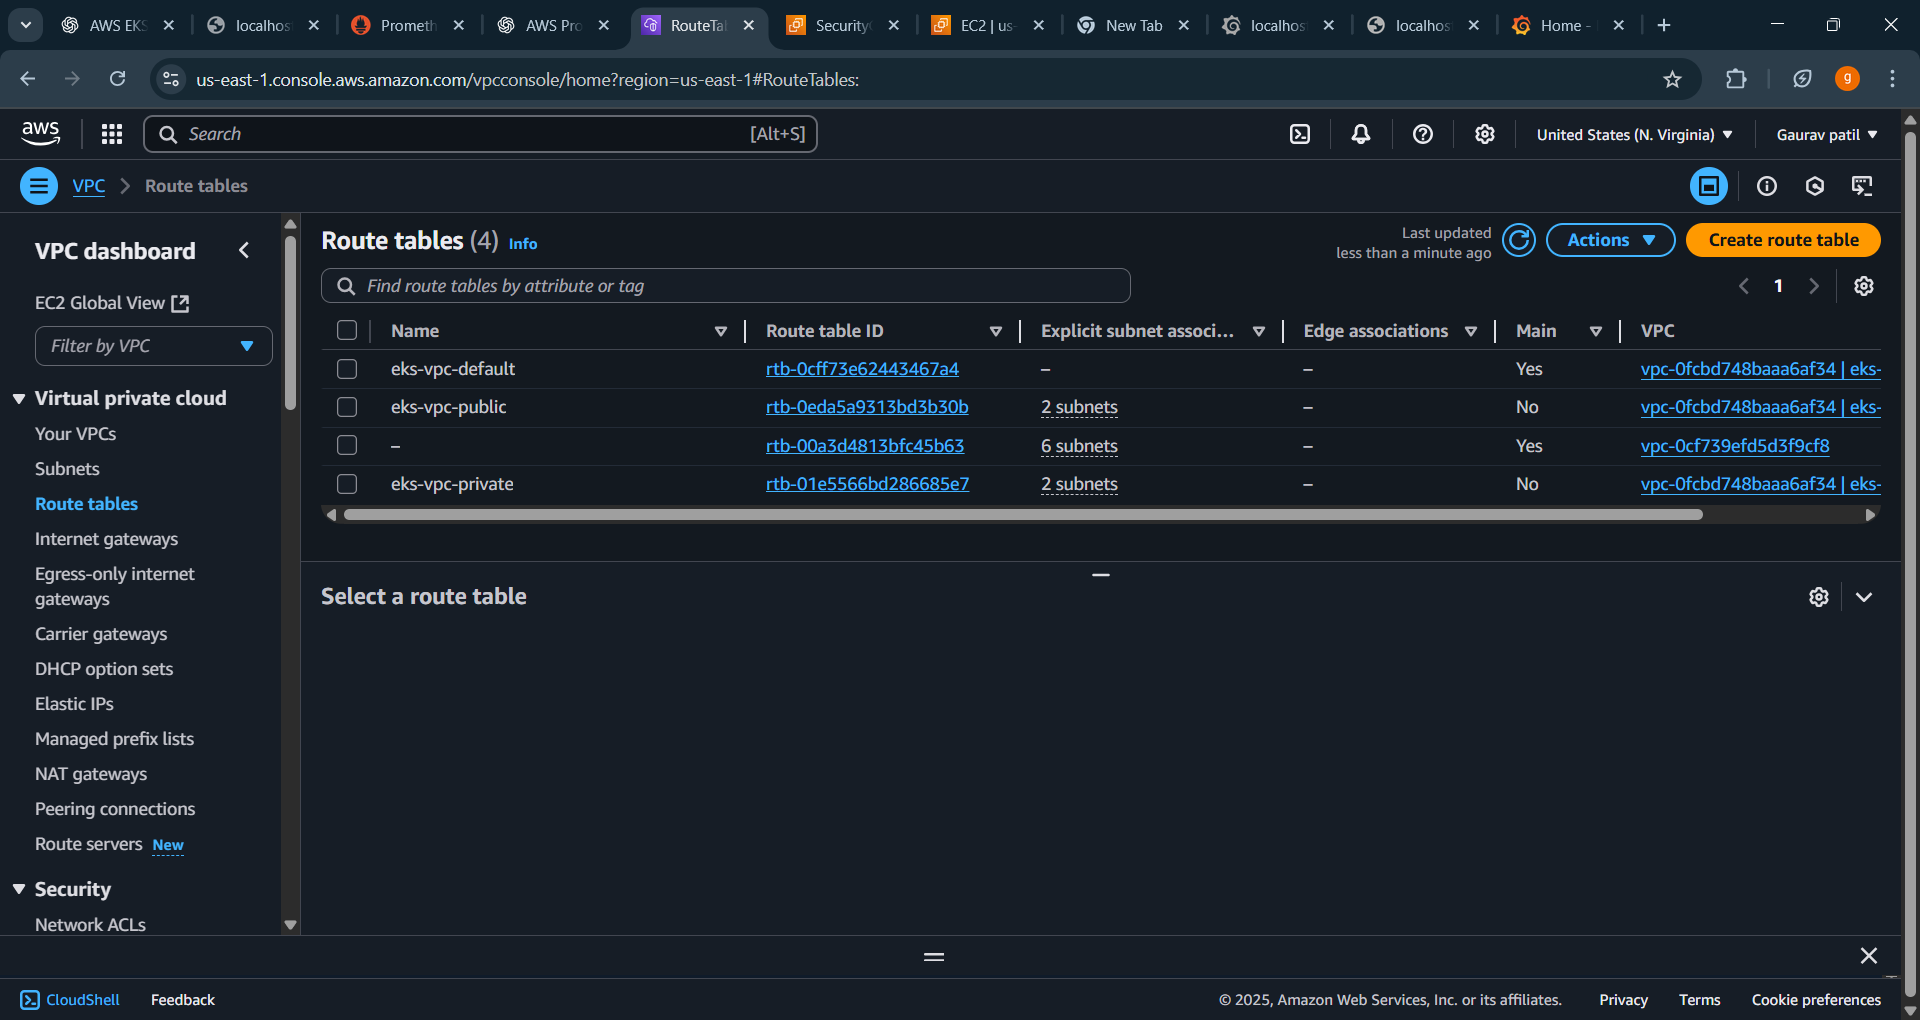 AWS EKS
localhos
Prometh
AWS Pro
RouteTal
Security
EC2 | us-
New Tab
localhos
localhos
Home -
us-east-1.console.aws.amazon.com/vpcconsole/home?region=us-east-1#RouteTables:
g
aws
Search
[Alt+S]
United States (N. Virginia)
Gaurav patil
VPC
Route tables
VPC dashboard
EC2 Global View
Filter by VPC
Virtual private cloud
Your VPCs
Subnets
Route tables
Internet gateways
Egress-only internet
gateways
Carrier gateways
DHCP option sets
Elastic IPs
Managed prefix lists
NAT gateways
Peering connections
Route servers New
Security
Network ACLs
Route tables (4) Info
Last updated
less than a minute ago
Actions
Create route table
Find route tables by attribute or tag
1
Name Route table ID Explicit subnet associ... Edge associations Main VPC
eks-vpc-default rtb-0cff73e62443467a4 – – Yes vpc-0fcbd748baaa6af34 | eks-
eks-vpc-public rtb-0eda5a9313bd3b30b 2 subnets – No vpc-0fcbd748baaa6af34 | eks-
– rtb-00a3d4813bfc45b63 6 subnets – Yes vpc-0cf739efd5d3f9cf8
eks-vpc-private rtb-01e5566bd286685e7 2 subnets – No vpc-0fcbd748baaa6af34 | eks-
Select a route table
CloudShell
Feedback
© 2025, Amazon Web Services, Inc. or its affiliates.
Privacy
Terms
Cookie preferences